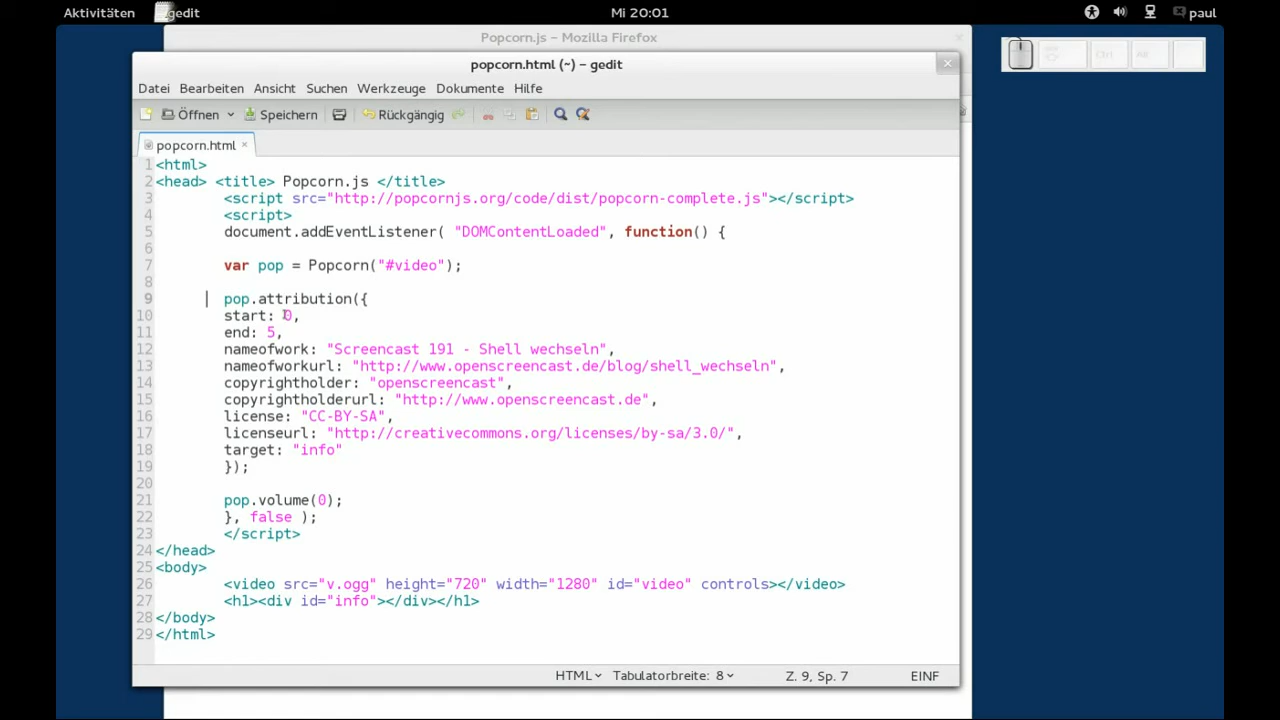 Aktivitäten gedit Mi 20:01 paul
Popcorn.js – Mozilla Firefox
popcorn.html (~) – gedit
Datei Bearbeiten Ansicht Suchen Werkzeuge Dokumente Hilfe
Öffnen Speichern Rückgängig
popcorn.html
1 <html>
2 <head> <title> Popcorn.js </title>
3 <script src="http://popcornjs.org/code/dist/popcorn-complete.js"></script>
4 <script>
5 document.addEventListener( "DOMContentLoaded", function() {
6
7 var pop = Popcorn("#video");
8
9 pop.attribution({
10 start: 0,
11 end: 5,
12 nameofwork: "Screencast 191 - Shell wechseln",
13 nameofworkurl: "http://www.openscreencast.de/blog/shell_wechseln",
14 copyrightholder: "openscreencast",
15 copyrightholderurl: "http://www.openscreencast.de",
16 license: "CC-BY-SA",
17 licenseurl: "http://creativecommons.org/licenses/by-sa/3.0/",
18 target: "info"
19 });
20
21 pop.volume(0);
22 }, false );
23 </script>
24 </head>
25 <body>
26 <video src="v.ogg" height="720" width="1280" id="video" controls></video>
27 <h1><div id="info"></div></h1>
28 </body>
29 </html>
HTML Tabulatorbreite: 8 Z. 9, Sp. 7 EINF